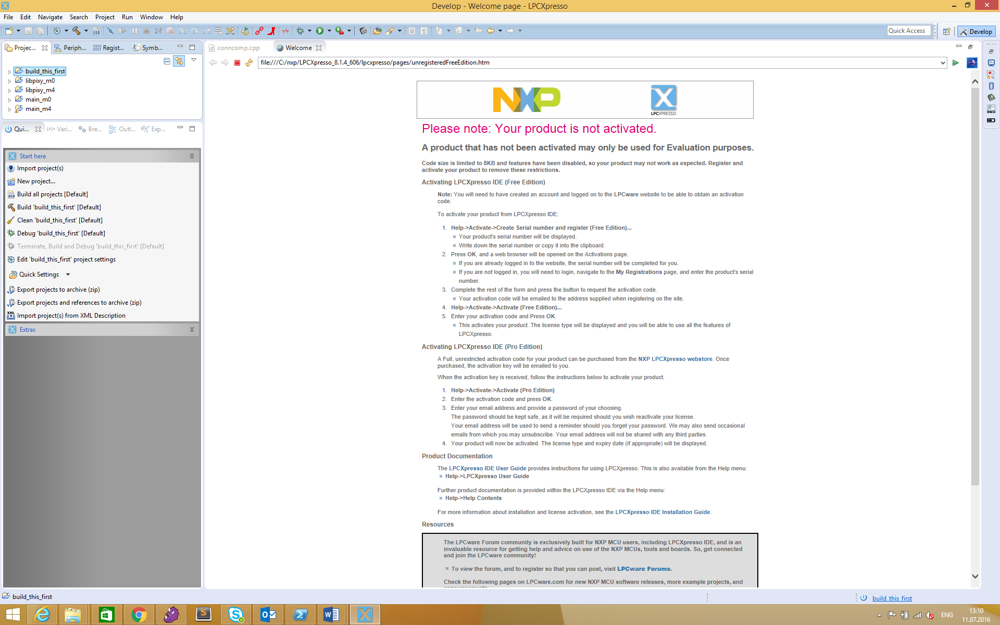 Develop - Welcome page - LPCXpresso
File Edit Navigate Search Project Run Window Help
Quick Access
Develop
Projec... Periph... Regist... Symb...
conncomp.cpp Welcome
file:///C:/nxp/LPCXpresso_8.1.4_606/lpcxpresso/pages/unregisteredFreeEdition.htm
build_this_first
libpixy_m0
libpixy_m4
main_m0
main_m4
Qui... (x)= Vari... Bre... Outl... Exp...
Start here
Import project(s)
New project...
Build all projects [Default]
Build 'build_this_first' [Default]
Clean 'build_this_first' [Default]
Debug 'build_this_first' [Default]
Terminate, Build and Debug 'build_this_first' [Default]
Edit 'build_this_first' project settings
Quick Settings
Export projects to archive (zip)
Export projects and references to archive (zip)
Import project(s) from XML Description
Extras
NXP
LPCXPRESSO
Please note: Your product is not activated.
A product that has not been activated may only be used for Evaluation purposes.
Code size is limited to 8KB and features have been disabled, so your product may not work as expected. Register and
activate your product to remove these restrictions.
Activating LPCXpresso IDE (Free Edition)
Note: You will need to have created an account and logged on to the LPCware website to be able to obtain an activation
code.
To activate your product from LPCXpresso IDE:
1. Help->Activate->Create Serial number and register (Free Edition)...
Your product's serial number will be displayed.
Write down the serial number or copy it into the clipboard.
2. Press OK, and a web browser will be opened on the Activations page.
If you are already logged in to the website, the serial number will be completed for you.
If you are not logged in, you will need to login, navigate to the My Registrations page, and enter the product's serial
number.
3. Complete the rest of the form and press the button to request the activation code.
Your activation code will be emailed to the address supplied when registering on the site.
4. Help->Activate->Activate (Free Edition)...
5. Enter your activation code and Press OK.
This activates your product. The license type will be displayed and you will be able to use all the features of
LPCXpresso.
Activating LPCXpresso IDE (Pro Edition)
A Full, unrestricted activation code for your product can be purchased from the NXP LPCXpresso webstore. Once
purchased, the activation key will be emailed to you.
When the activation key is received, follow the instructions below to activate your product.
1. Help->Activate->Activate (Pro Edition)
2. Enter the activation code and press OK.
3. Enter your email address and provide a password of your choosing.
The password should be kept safe, as it will be required should you wish reactivate your license.
Your email address will be used to send a reminder should you forget your password. We may also send occasional
emails from which you may unsubscribe. Your email address will not be shared with any third parties.
4. Your product will now be activated. The license type and expiry date (if appropriate) will be displayed.
Product Documentation
The LPCXpresso IDE User Guide provides instructions for using LPCXpresso. This is also available from the Help menu:
Help->LPCXpresso User Guide
Further product documentation is provided within the LPCXpresso IDE via the Help menu:
Help->Help Contents
For more information about installation and license activation, see the LPCXpresso IDE Installation Guide.
Resources
The LPCware Forum community is exclusively built for NXP MCU users, including LPCXpresso IDE, and is an
invaluable resource for getting help and advice on use of the NXP MCUs, tools and boards. So, get connected
and join the LPCware community!
To view the forum, and to register so that you can post, visit LPCware Forums.
Check the following pages on LPCware.com for new NXP MCU software releases, more example projects, and
build_this_first
build_this_first
ENG
13:10
11.07.2016